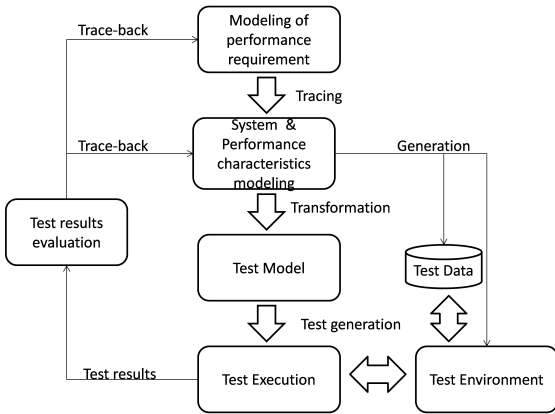 Modeling of
performance
requirement
Trace-back
Tracing
System &
Performance
characteristics
modeling
Trace-back
Generation
Transformation
Test results
evaluation
Test Model
Test Data
Test generation
Test results
Test Execution
Test Environment